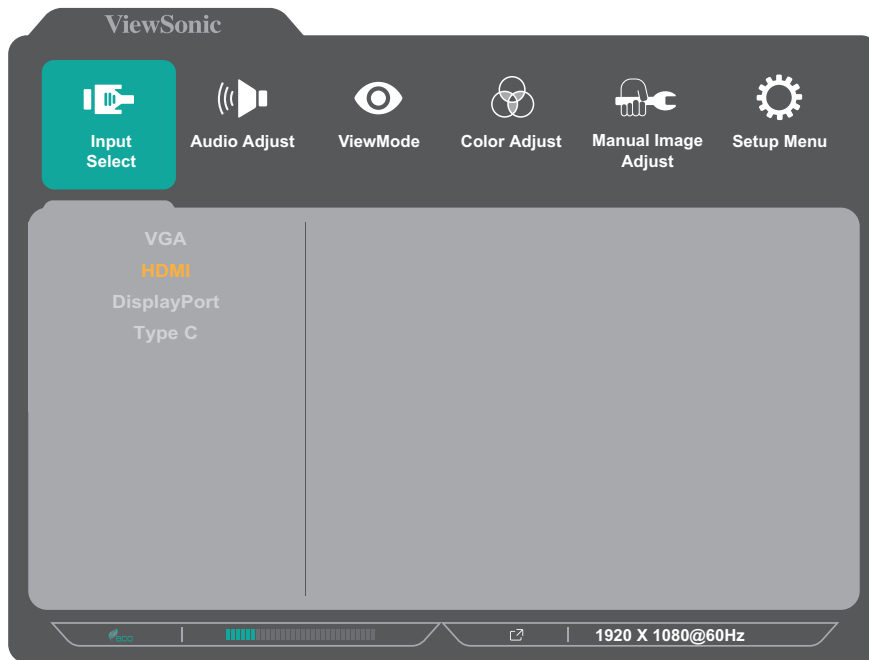 ViewSonic
Input
Select
Audio Adjust
ViewMode
Color Adjust
Manual Image
Adjust
Setup Menu
VGA
HDMI
DisplayPort
Type C
eco
1920 X 1080@60Hz